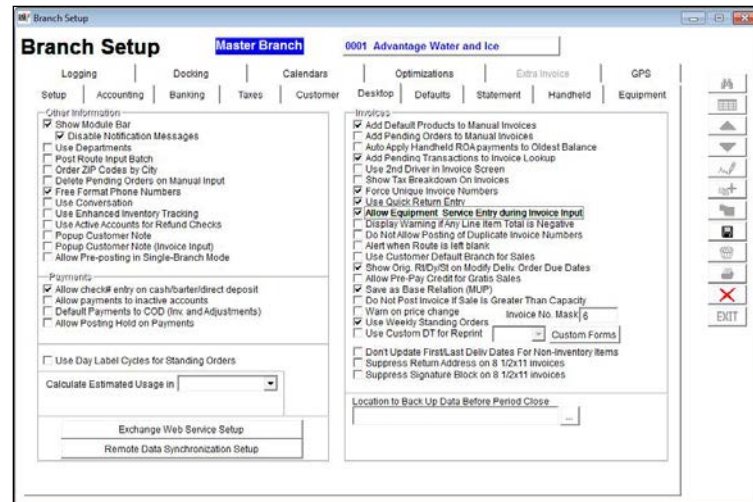 Branch Setup
Branch Setup
Master Branch
0001 Advantage Water and Ice
Logging Docking Calendars Optimizations Extra Invoice GPS
Setup Accounting Banking Taxes Customer Desktop Defaults Statement Handheld Equipment
Other Information
Show Module Bar
Disable Notification Messages
Use Departments
Post Route Input Batch
Order ZIP Codes by City
Delete Pending Orders on Manual Input
Free Format Phone Numbers
Use Conversation
Use Enhanced Inventory Tracking
Use Active Accounts for Refund Checks
Popup Customer Note
Popup Customer Note (Invoice Input)
Allow Pre-posting in Single-Branch Mode
Payments
Allow check# entry on cash/barter/direct deposit
Allow payments to inactive accounts
Default Payments to COD (Inv. and Adjustments)
Allow Posting Hold on Payments
Use Day Label Cycles for Standing Orders
Calculate Estimated Usage in
Exchange Web Service Setup
Remote Data Synchronization Setup
Invoices
Add Default Products to Manual Invoices
Add Pending Orders to Manual Invoices
Auto Apply Handheld ROA payments to Oldest Balance
Add Pending Transactions to Invoice Lookup
Use 2nd Driver in Invoice Screen
Show Tax Breakdown On Invoices
Force Unique Invoice Numbers
Use Quick Return Entry
Allow Equipment Service Entry during Invoice Input
Display Warning if Any Line Item Total is Negative
Do Not Allow Posting of Duplicate Invoice Numbers
Alert when Route is left blank
Use Customer Default Branch for Sales
Show Orig. Rt/Dy/St on Modify Deliv. Order Due Dates
Allow Pre-Pay Credit for Gratis Sales
Save as Base Relation (MUP)
Do Not Post Invoice If Sale Is Greater Than Capacity
Warn on price change Invoice No. Mask 6
Use Weekly Standing Orders
Use Custom DT for Reprint Custom Forms
Don't Update First/Last Deliv Dates For Non-Inventory Items
Suppress Return Address on 8 1/2x11 invoices
Suppress Signature Block on 8 1/2x11 invoices
Location to Back Up Data Before Period Close
...
EXIT